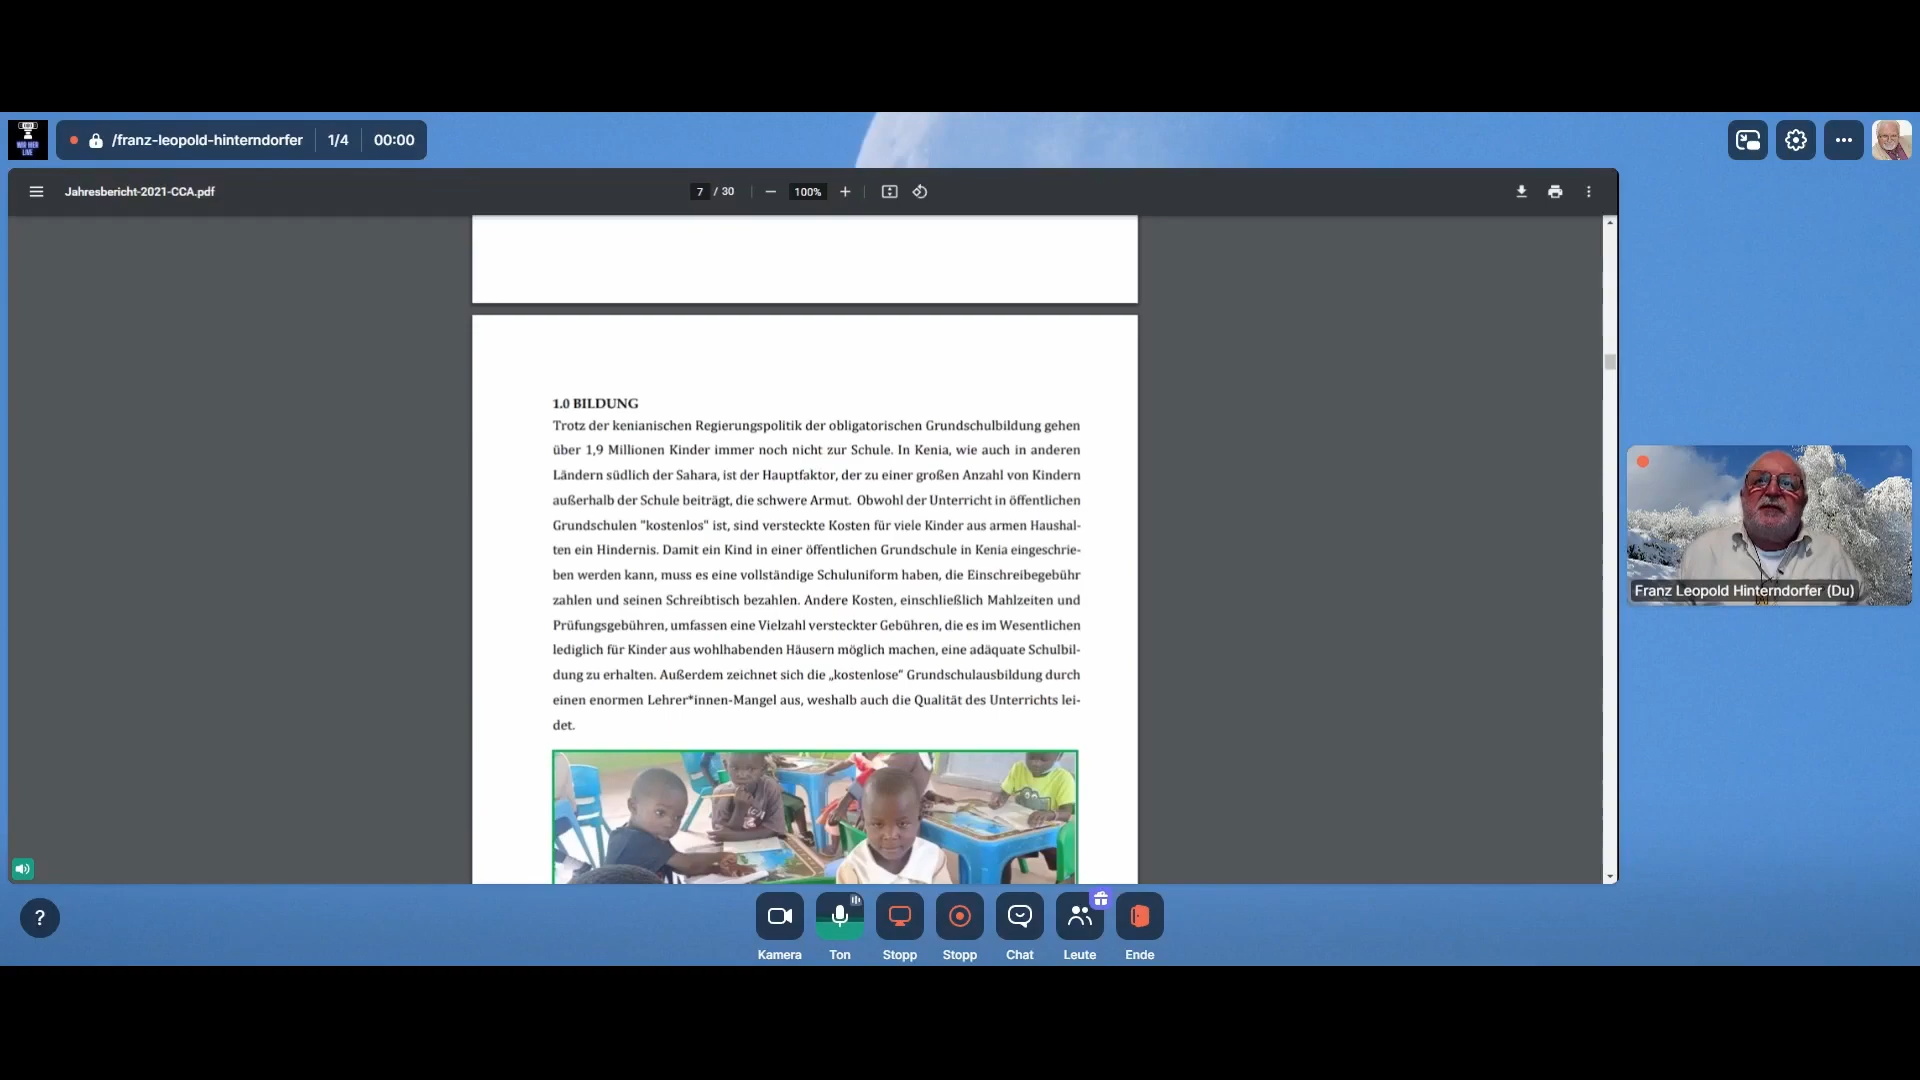 /franz-leopold-hinterndorfer 1/4 00:00
Jahresbericht-2021-CCA.pdf 7 / 30 100%
1.0 BILDUNG
Trotz der kenianischen Regierungspolitik der obligatorischen Grundschulbildung gehen
über 1,9 Millionen Kinder immer noch nicht zur Schule. In Kenia, wie auch in anderen
Ländern südlich der Sahara, ist der Hauptfaktor, der zu einer großen Anzahl von Kindern
außerhalb der Schule beiträgt, die schwere Armut. Obwohl der Unterricht in öffentlichen
Grundschulen "kostenlos" ist, sind versteckte Kosten für viele Kinder aus armen Haushal-
ten ein Hindernis. Damit ein Kind in einer öffentlichen Grundschule in Kenia eingeschrie-
ben werden kann, muss es eine vollständige Schuluniform haben, die Einschreibegebühr
zahlen und seinen Schreibtisch bezahlen. Andere Kosten, einschließlich Mahlzeiten und
Prüfungsgebühren, umfassen eine Vielzahl versteckter Gebühren, die es im Wesentlichen
lediglich für Kinder aus wohlhabenden Häusern möglich machen, eine adäquate Schulbil-
dung zu erhalten. Außerdem zeichnet sich die „kostenlose“ Grundschulausbildung durch
einen enormen Lehrer*innen-Mangel aus, weshalb auch die Qualität des Unterrichts lei-
det.
Franz Leopold Hinterndorfer (Du)
?
Kamera Ton Stopp Stopp Chat Leute Ende